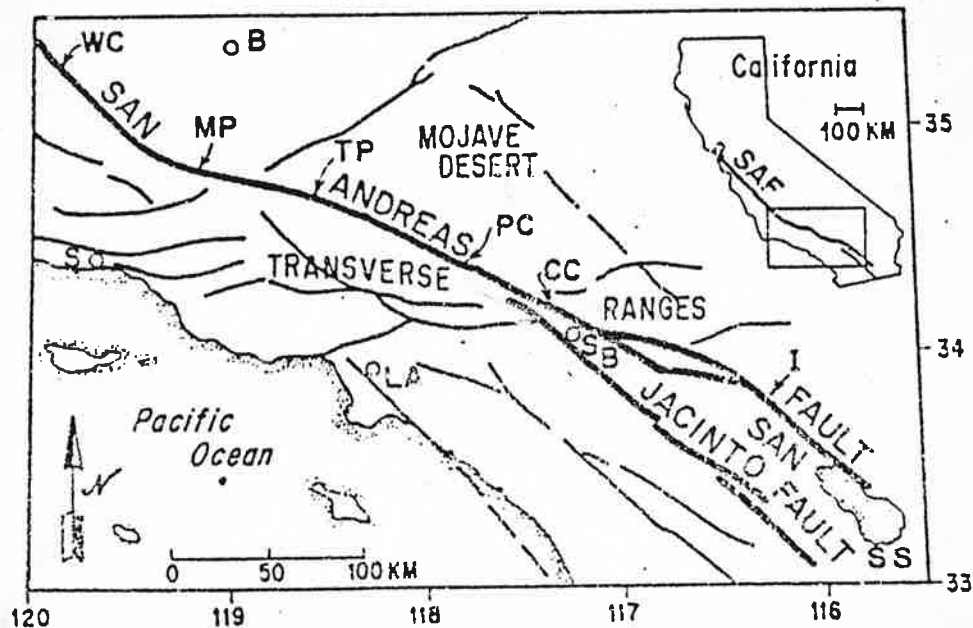 WC
B
California
100 KM
35
SAN
MP
MOJAVE
DESERT
SAF
TP
ANDREAS
PC
SO
TRANSVERSE
CC
RANGES
34
SB
LA
I
FAULT
SAN
JACINTO FAULT
Pacific
Ocean
N
SS
0 50 100 KM
33
120 119 118 117 116